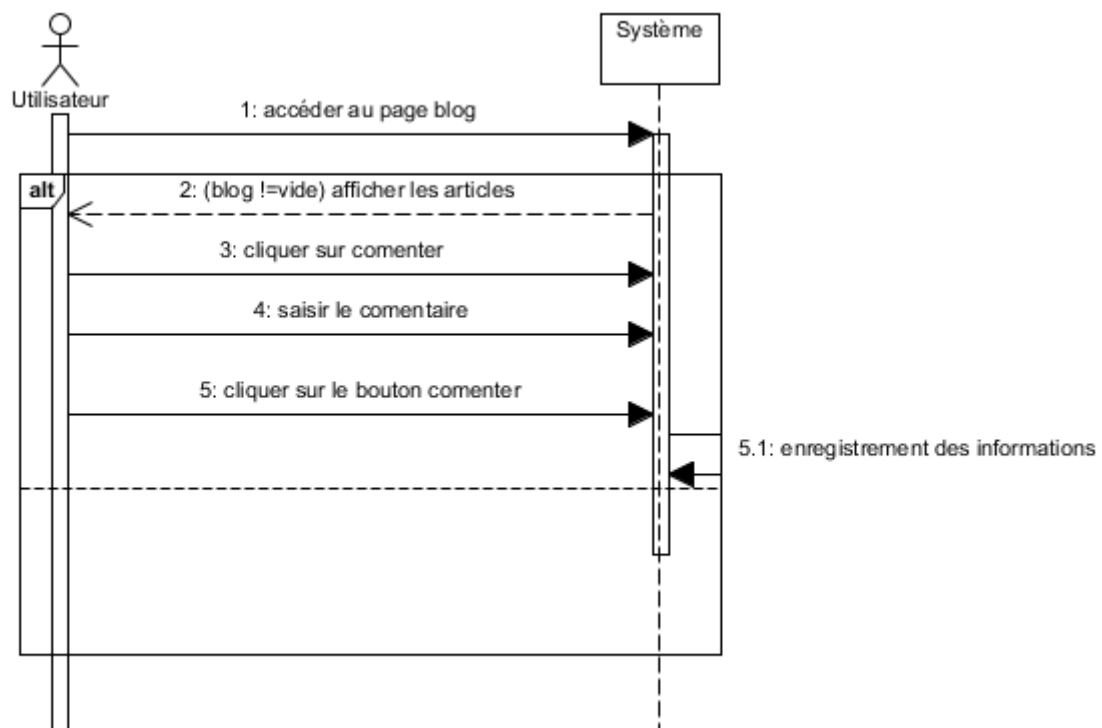 Système
Utilisateur
1: accéder au page blog
alt
2: (blog !=vide) afficher les articles
3: cliquer sur comenter
4: saisir le comentaire
5: cliquer sur le bouton comenter
5.1: enregistrement des informations